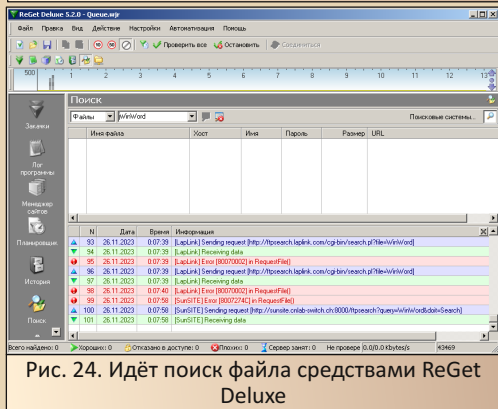 ReGet Deluxe 5.2.0 - Queue.wjr
Файл Правка Вид Действие Настройки Автоматизация Помощь
Проверить все Остановить Соединиться
500 1 2 3 4 5 6 7 8 9 10 11 12 13
Закачки
Лог программы
Менеджер сайтов
Планировщик
История
Поиск
Поиск
Файлы WinWord Поисковые системы...
Имя файла Хост Имя Пароль Размер URL
N Дата Время Информация
93 26.11.2023 0:07:39 [LapLink] Sending request [http://ftpsearch.laplink.com/cgi-bin/search.pl?file=WinWord]
94 26.11.2023 0:07:39 [LapLink] Receiving data
95 26.11.2023 0:07:39 [LapLink] Error [80070002] in RequestFile()
96 26.11.2023 0:07:39 [LapLink] Sending request [http://ftpsearch.laplink.com/cgi-bin/search.pl?file=WinWord]
97 26.11.2023 0:07:39 [LapLink] Receiving data
98 26.11.2023 0:07:40 [LapLink] Error [80070002] in RequestFile()
99 26.11.2023 0:07:58 [SunSITE] Error [8007274C] in RequestFile()
100 26.11.2023 0:07:58 [SunSITE] Sending request [http://sunsite.cnlab-switch.ch:8000/ftpsearch?query=WinWord&doit=Search]
101 26.11.2023 0:07:58 [SunSITE] Receiving data
Всего найдено: 0 Хороших: 0 Отказано в доступе: 0 Плохих: 0 Сервер занят: 0 Не провере 0.0/0.0 Kbytes/s 43469
Рис. 24. Идёт поиск файла средствами ReGet
Deluxe